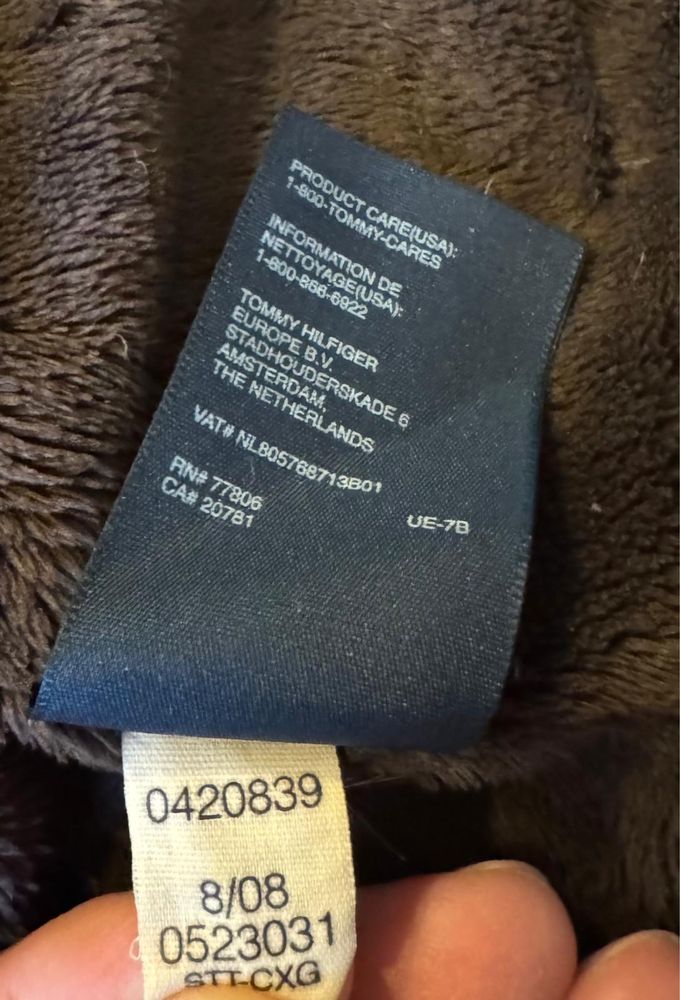 PRODUCT CARE(USA):
1-800-TOMMY-CARES
INFORMATION DE
NETTOYAGE(USA):
1-800-866-6922
TOMMY HILFIGER
EUROPE B.V.
STADHOUDERSKADE 6
AMSTERDAM,
THE NETHERLANDS
VAT# NL805768713B01
RN# 77806
CA# 20781
UE-7B
0420839
8/08
0523031
STT-CXG